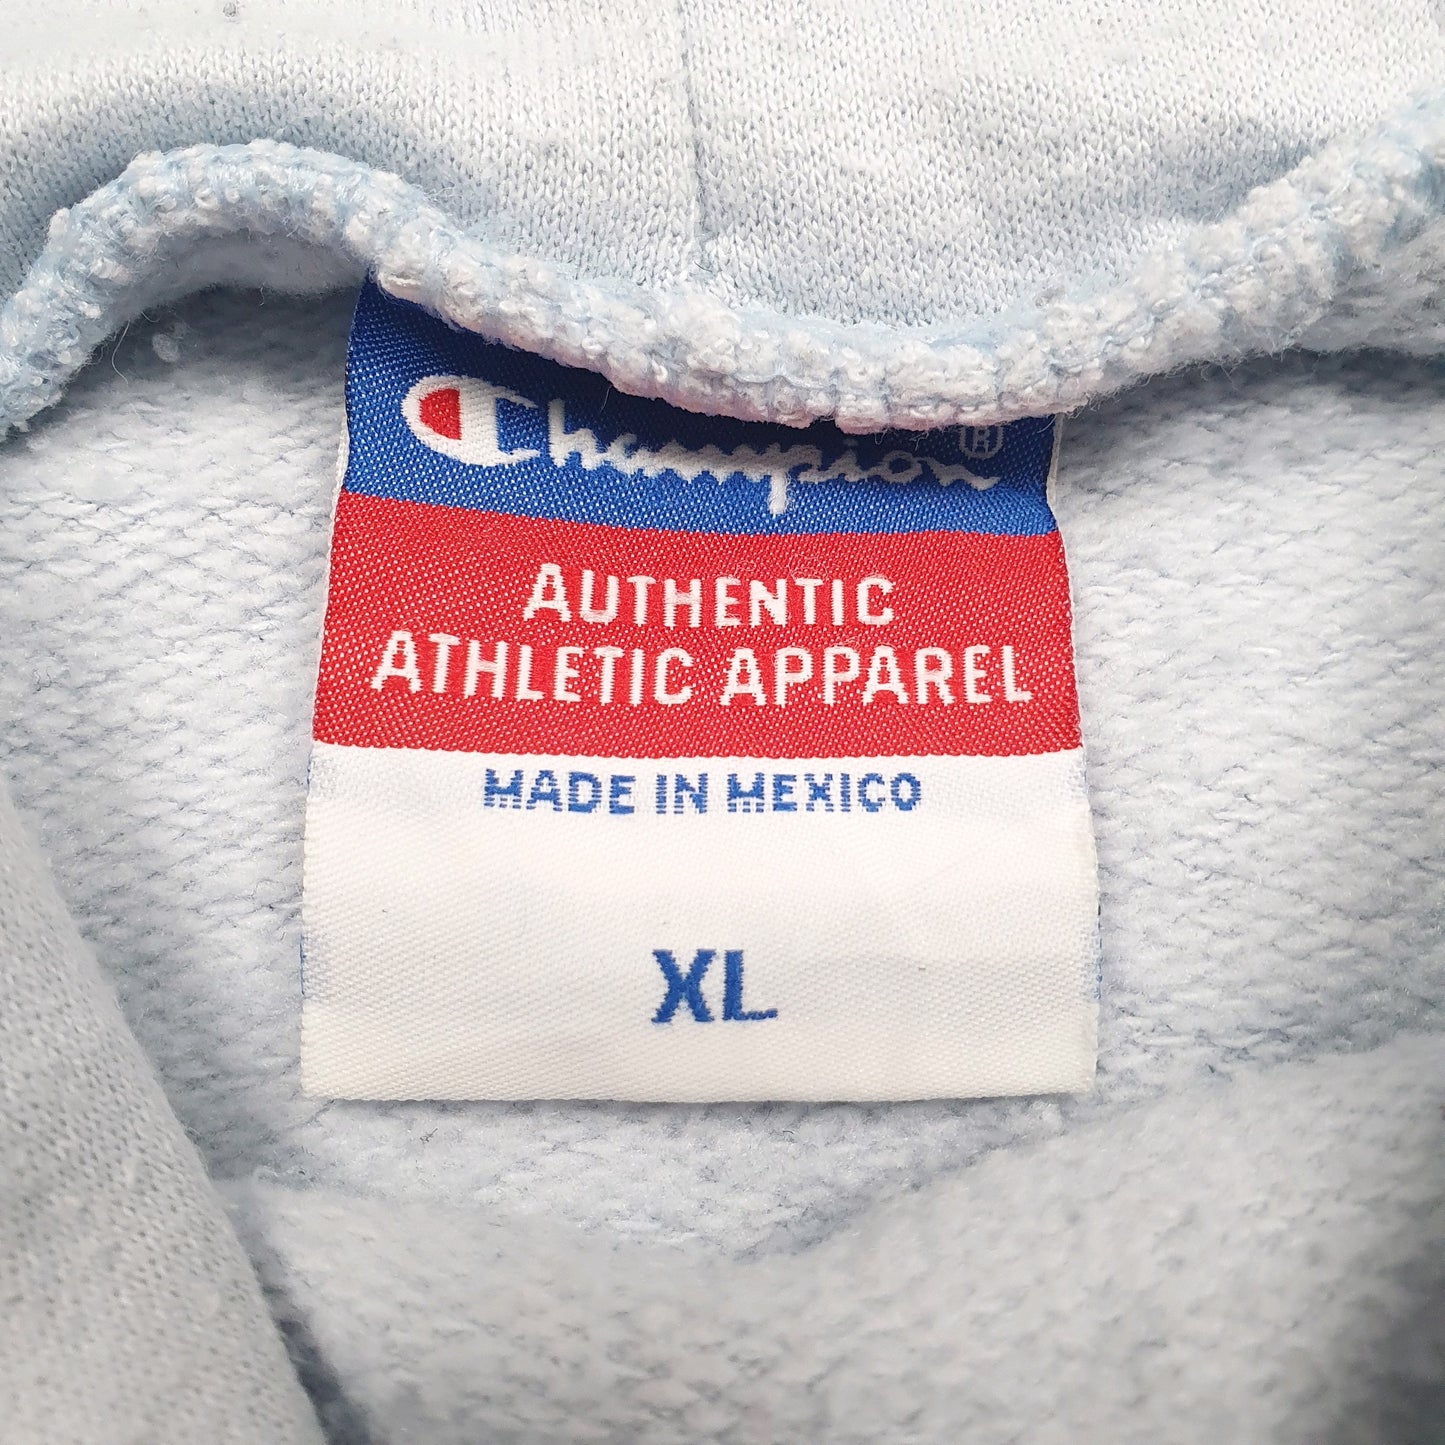 Champion®
AUTHENTIC
ATHLETIC APPAREL
MADE IN MEXICO
XL